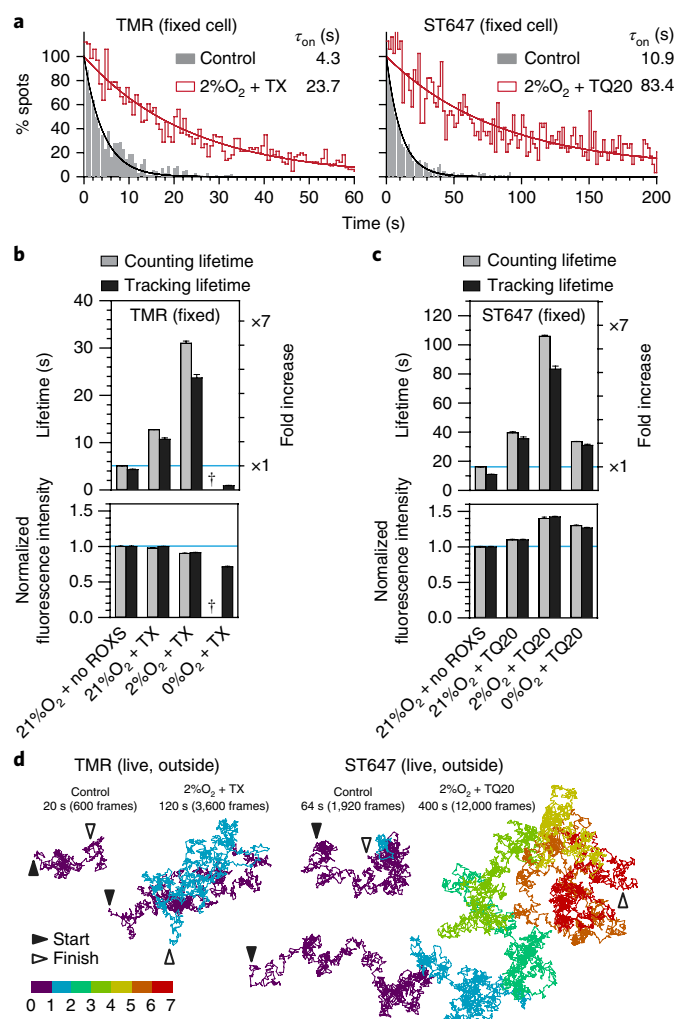 a
TMR (fixed cell)
τon (s)
Control 4.3
2%O2 + TX 23.7
ST647 (fixed cell)
τon (s)
Control 10.9
2%O2 + TQ20 83.4
% spots
100
80
60
40
20
0
0 10 20 30 40 50 60
0 50 100 150 200
Time (s)
b
Counting lifetime
Tracking lifetime
TMR (fixed)
Lifetime (s)
40
30
20
10
0
×7
×1
Fold increase
†
Normalized
fluorescence intensity
1.5
1.0
0.5
0.0
†
21%O2 + no ROXS
21%O2 + TX
2%O2 + TX
0%O2 + TX
c
Counting lifetime
Tracking lifetime
ST647 (fixed)
Lifetime (s)
120
100
80
60
40
20
0
×7
×1
Fold increase
Normalized
fluorescence intensity
1.5
1.0
0.5
0.0
21%O2 + no ROXS
21%O2 + TQ20
2%O2 + TQ20
0%O2 + TQ20
d
TMR (live, outside)
Control
20 s (600 frames)
2%O2 + TX
120 s (3,600 frames)
ST647 (live, outside)
Control
64 s (1,920 frames)
2%O2 + TQ20
400 s (12,000 frames)
Start
Finish
0 1 2 3 4 5 6 7